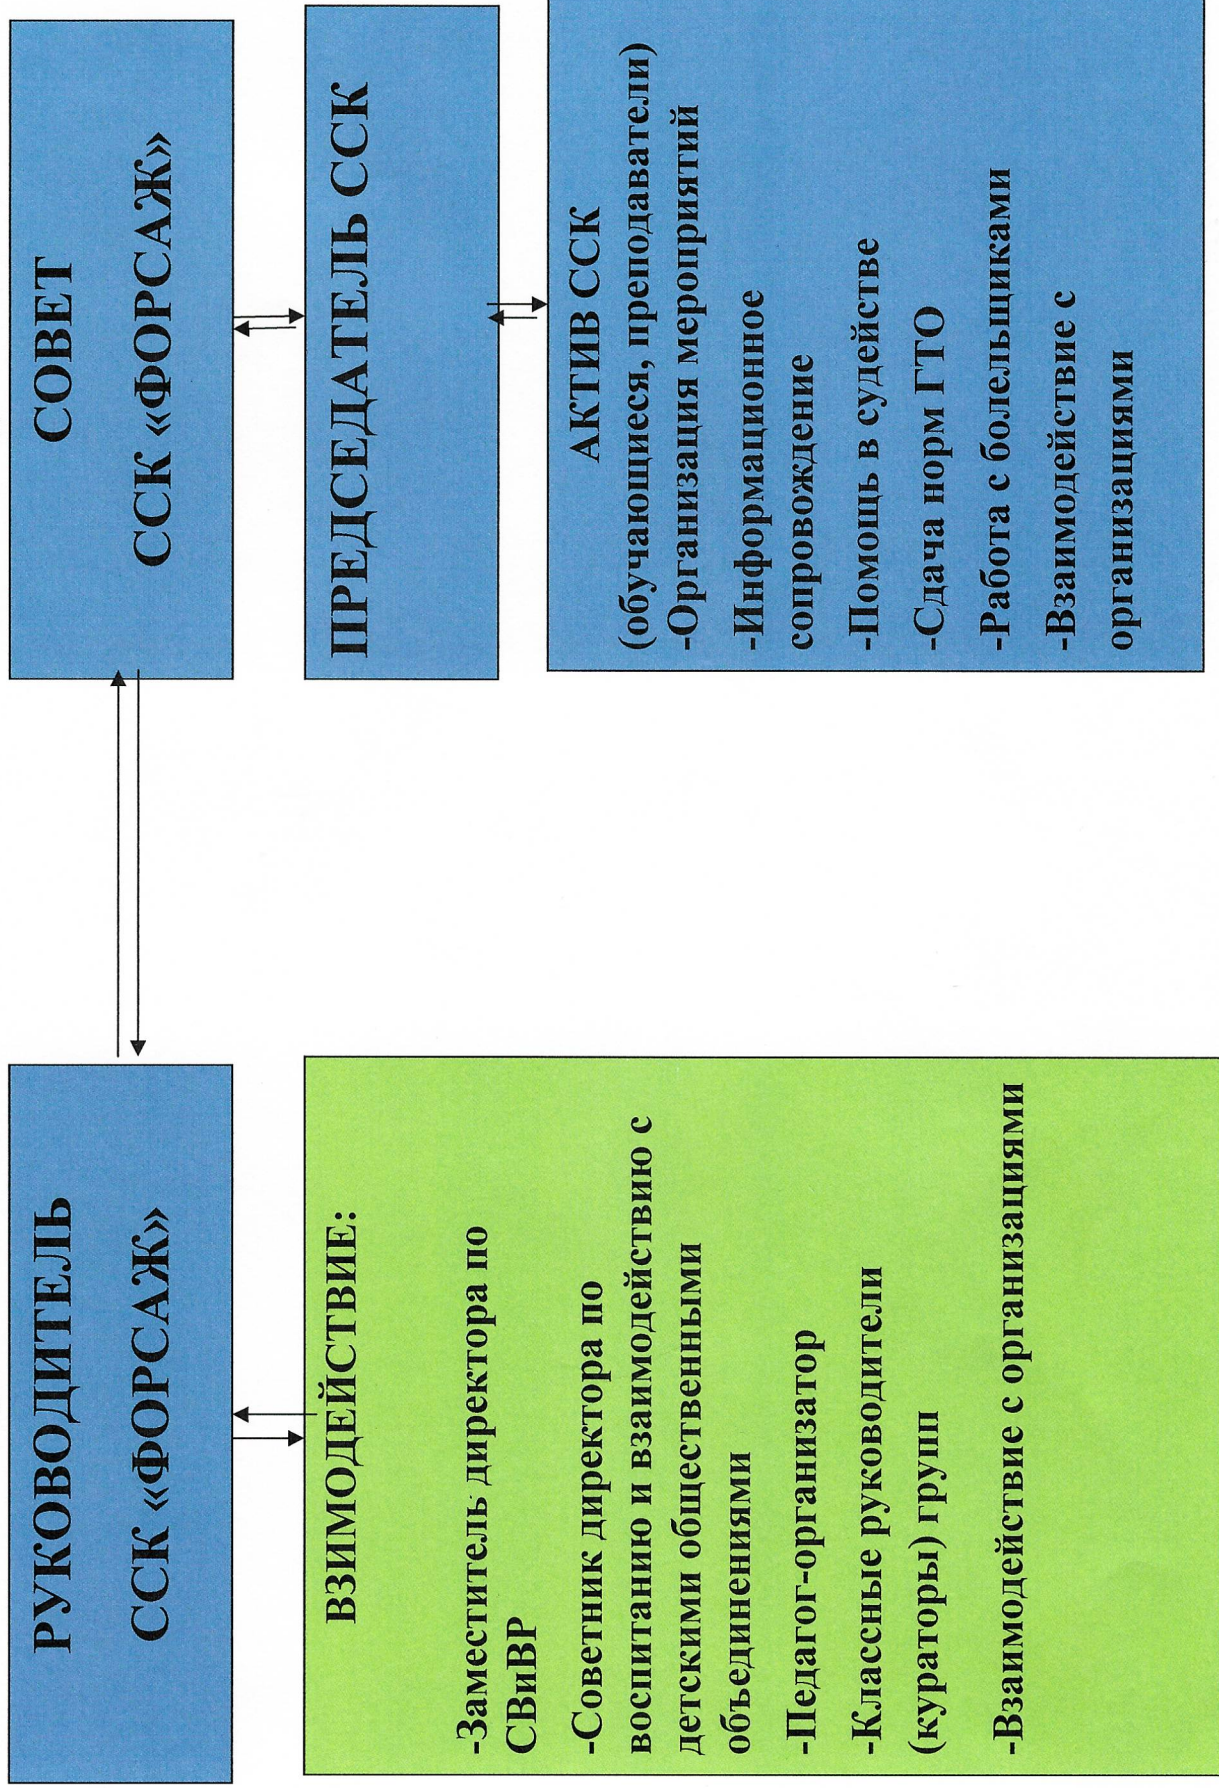 РУКОВОДИТЕЛЬ
ССК «ФОРСАЖ»
ВЗИМОДЕЙСТВИЕ:
-Заместитель директора по
СВиВР
-Советник директора по
воспитанию и взаимодействию с
детскими общественными
объединениями
-Педагог-организатор
-Классные руководители
(кураторы) групп
-Взаимодействие с организациями
СОВЕТ
ССК «ФОРСАЖ»
ПРЕДСЕДАТЕЛЬ ССК
АКТИВ ССК
(обучающиеся, преподаватели)
-Организация мероприятий
-Информационное
сопровождение
-Помощь в судействе
-Сдача норм ГТО
-Работа с болельщиками
-Взаимодействие с
организациями